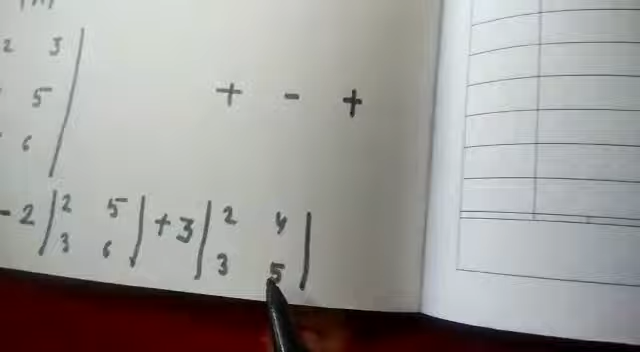 2 3
5
6
+ - +
- 2 | 2 5 | + 3 | 2 4 |
3 6 | 3 5